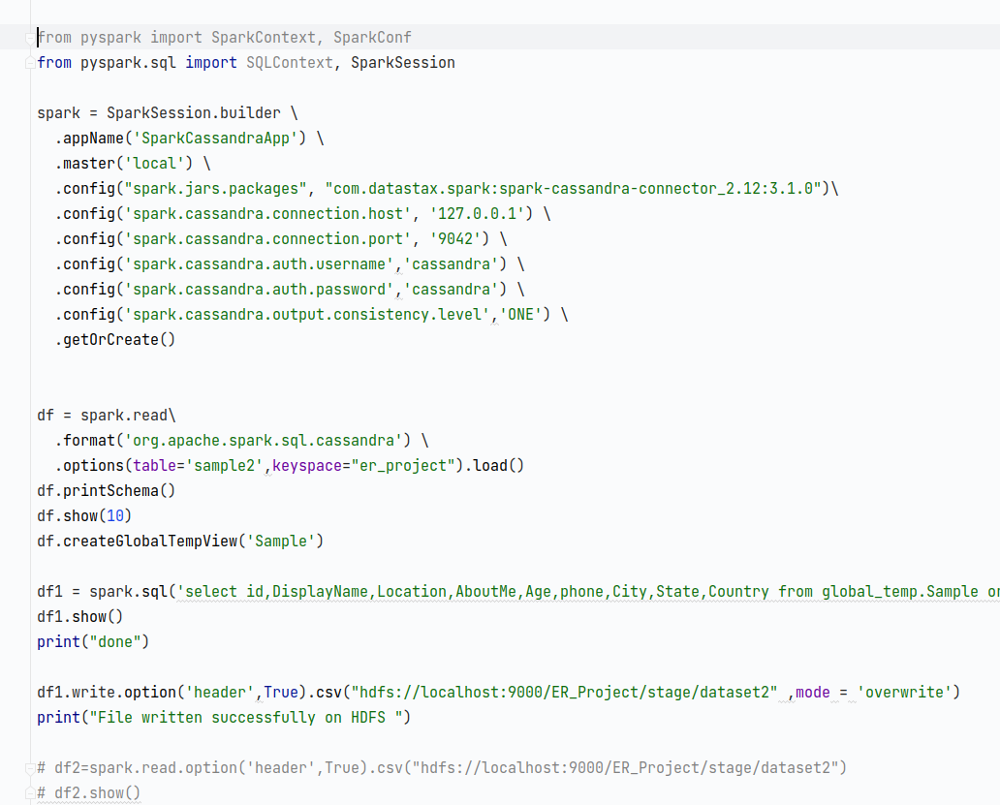 from pyspark import SparkContext, SparkConf
from pyspark.sql import SQLContext, SparkSession
spark = SparkSession.builder \
.appName('SparkCassandraApp') \
.master('local') \
.config("spark.jars.packages", "com.datastax.spark:spark-cassandra-connector_2.12:3.1.0")\
.config('spark.cassandra.connection.host', '127.0.0.1') \
.config('spark.cassandra.connection.port', '9042') \
.config('spark.cassandra.auth.username','cassandra') \
.config('spark.cassandra.auth.password','cassandra') \
.config('spark.cassandra.output.consistency.level','ONE') \
.getOrCreate()
df = spark.read\
.format('org.apache.spark.sql.cassandra') \
.options(table='sample2',keyspace="er_project").load()
df.printSchema()
df.show(10)
df.createGlobalTempView('Sample')
df1 = spark.sql('select id,DisplayName,Location,AboutMe,Age,phone,City,State,Country from global_temp.Sample
df1.show()
print("done")
df1.write.option('header',True).csv("hdfs://localhost:9000/ER_Project/stage/dataset2" ,mode = 'overwrite')
print("File written successfully on HDFS ")
# df2=spark.read.option('header',True).csv("hdfs://localhost:9000/ER_Project/stage/dataset2")
# df2.show()